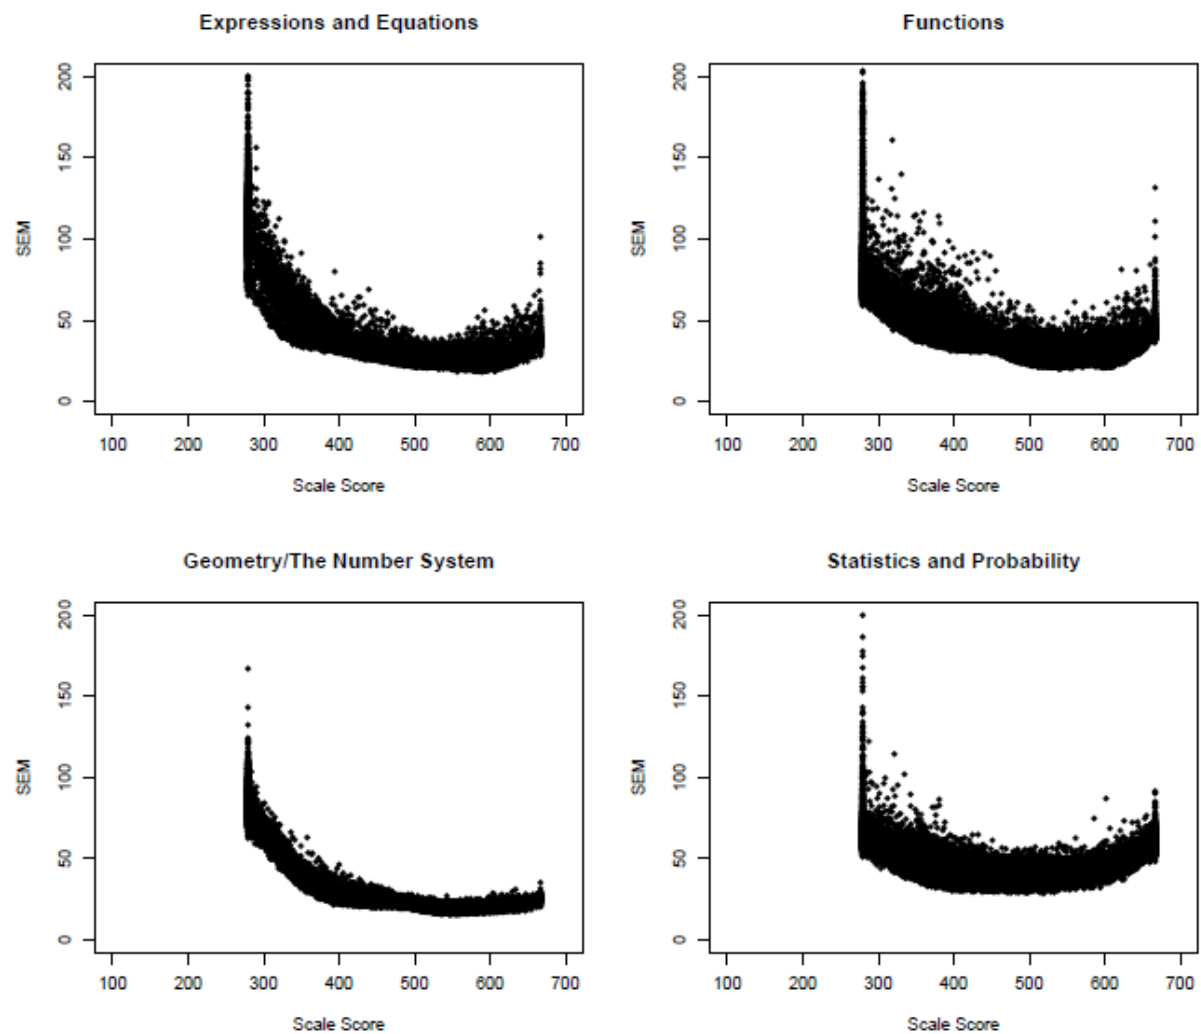 Expressions and Equations
200
150
100
50
0
SEM
100 200 300 400 500 600 700
Scale Score
Functions
200
150
100
50
0
SEM
100 200 300 400 500 600 700
Scale Score
Geometry/The Number System
200
150
100
50
0
SEM
100 200 300 400 500 600 700
Scale Score
Statistics and Probability
200
150
100
50
0
SEM
100 200 300 400 500 600 700
Scale Score